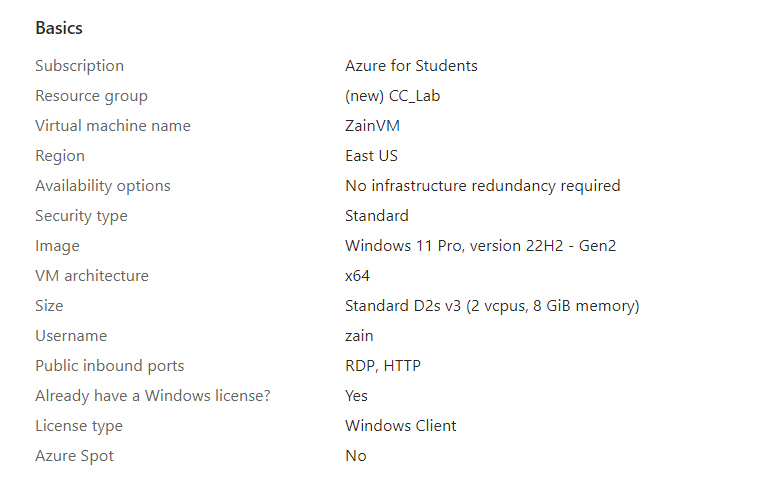 Basics
Subscription Azure for Students
Resource group (new) CC_Lab
Virtual machine name ZainVM
Region East US
Availability options No infrastructure redundancy required
Security type Standard
Image Windows 11 Pro, version 22H2 - Gen2
VM architecture x64
Size Standard D2s v3 (2 vcpus, 8 GiB memory)
Username zain
Public inbound ports RDP, HTTP
Already have a Windows license? Yes
License type Windows Client
Azure Spot No